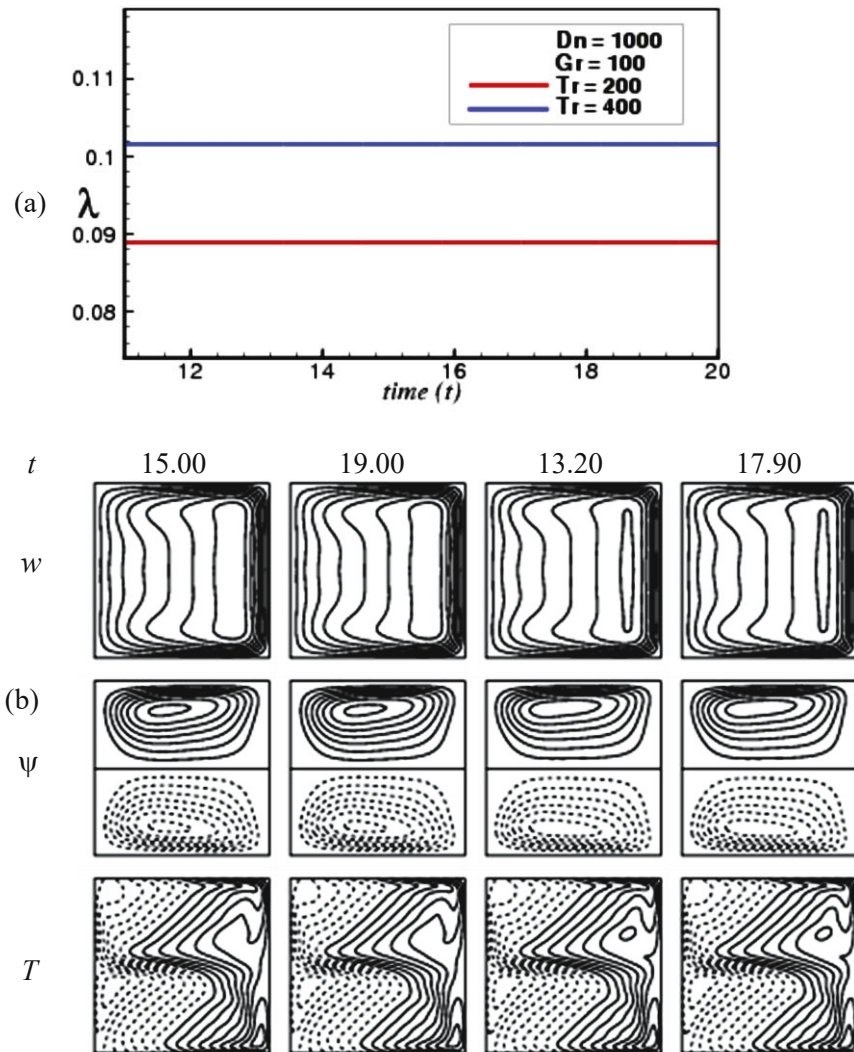 Dn = 1000
Gr = 100
Tr = 200
Tr = 400
0.11
0.1
0.09
0.08
(a) λ
12 14 16 18 20
time (t)
t 15.00 19.00 13.20 17.90
w
(b)
ψ
T